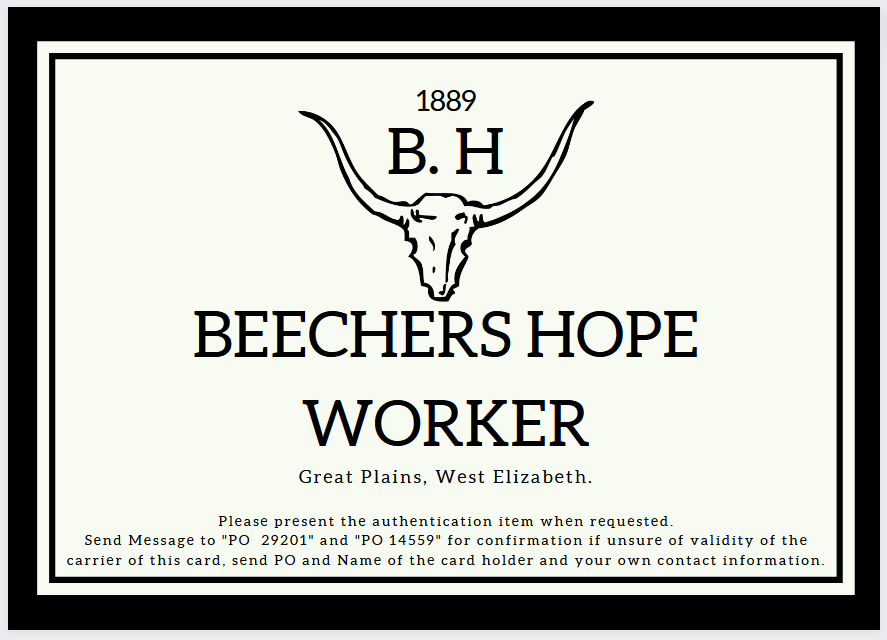 1889
B. H
BEECHERS HOPE
WORKER
Great Plains, West Elizabeth.
Please present the authentication item when requested.
Send Message to "PO  29201" and "PO 14559" for confirmation if unsure of validity of the
carrier of this card, send PO and Name of the card holder and your own contact information.